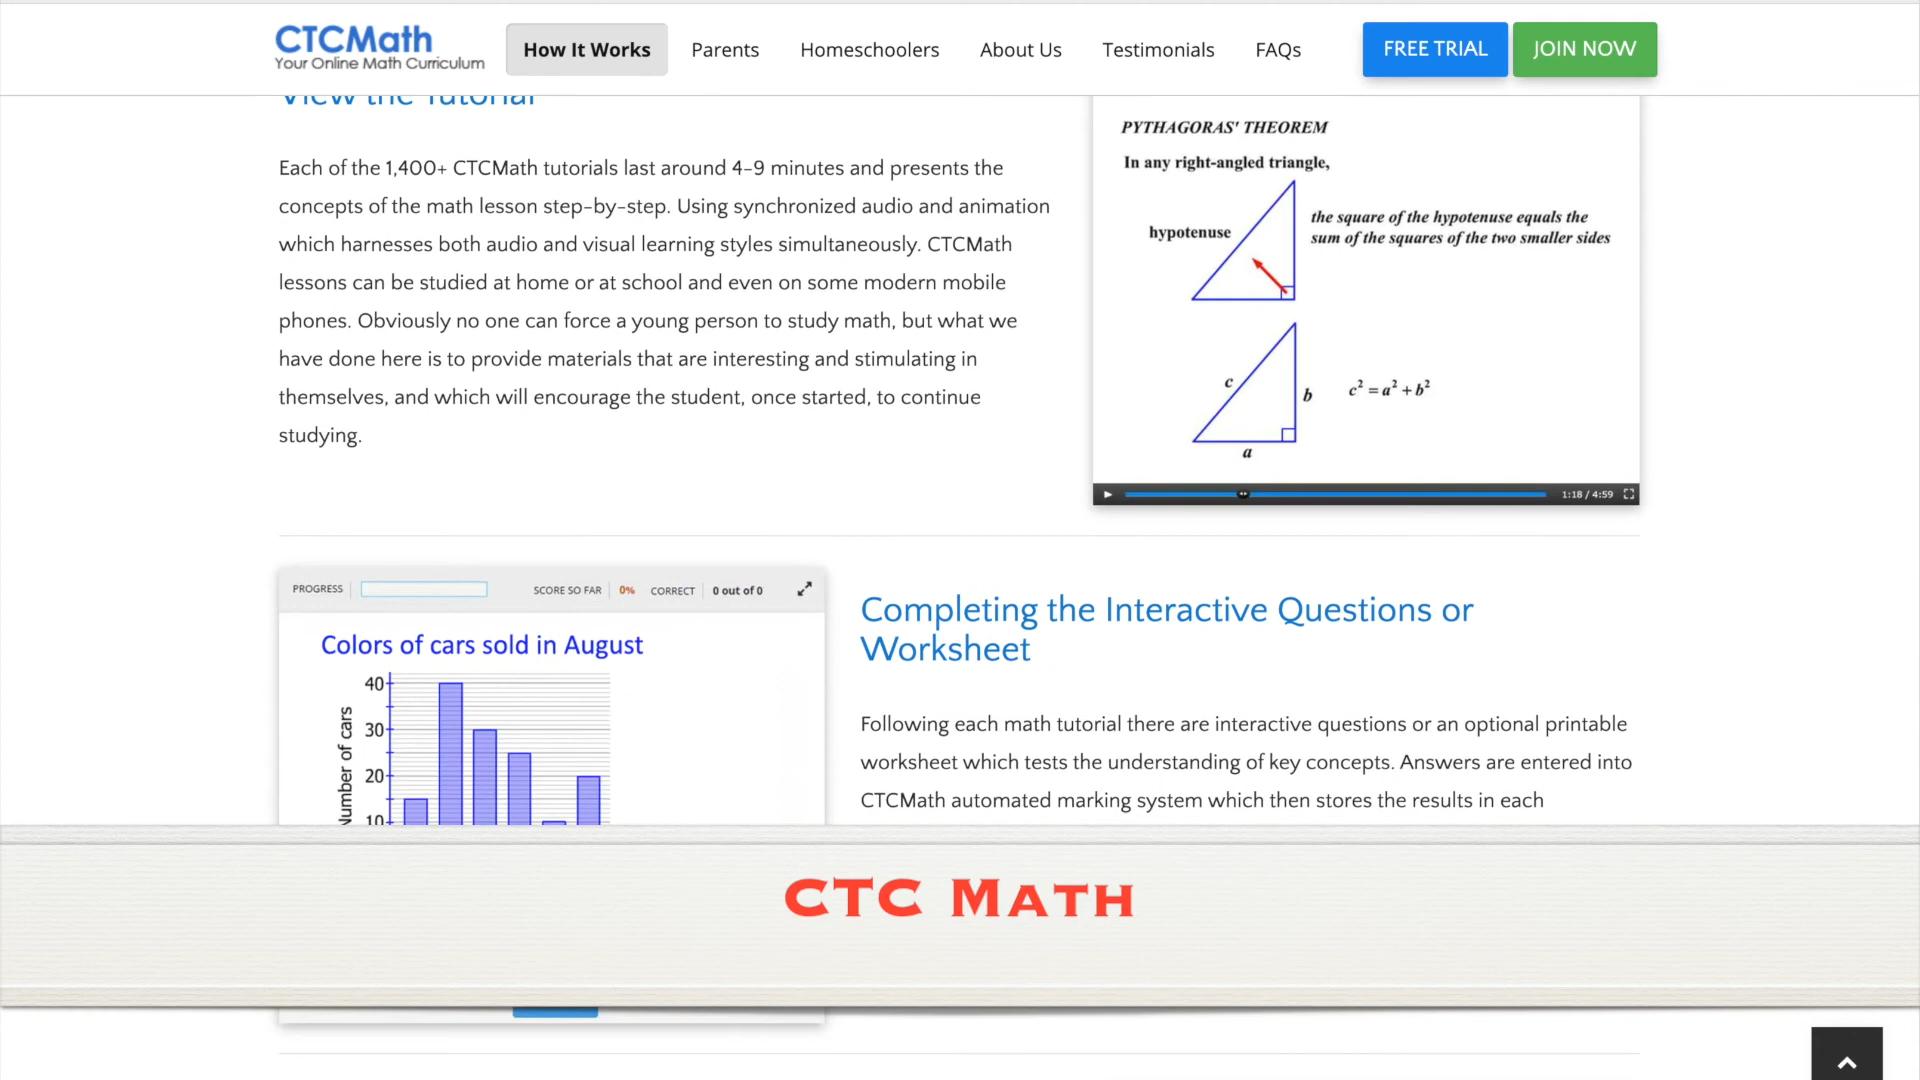 CTCMath
Your Online Math Curriculum
How It Works
Parents
Homeschoolers
About Us
Testimonials
FAQs
FREE TRIAL
JOIN NOW
View the Tutorial
Each of the 1,400+ CTCMath tutorials last around 4-9 minutes and presents the
concepts of the math lesson step-by-step. Using synchronized audio and animation
which harnesses both audio and visual learning styles simultaneously. CTCMath
lessons can be studied at home or at school and even on some modern mobile
phones. Obviously no one can force a young person to study math, but what we
have done here is to provide materials that are interesting and stimulating in
themselves, and which will encourage the student, once started, to continue
studying.
PYTHAGORAS' THEOREM
In any right-angled triangle,
hypotenuse
the square of the hypotenuse equals the
sum of the squares of the two smaller sides
c
b
a
c² = a² + b²
1:18 / 4:59
PROGRESS
SCORE SO FAR
0%
CORRECT
0 out of 0
Colors of cars sold in August
Number of cars
40
30
20
10
Completing the Interactive Questions or
Worksheet
Following each math tutorial there are interactive questions or an optional printable
worksheet which tests the understanding of key concepts. Answers are entered into
CTCMath automated marking system which then stores the results in each
CTC MATH